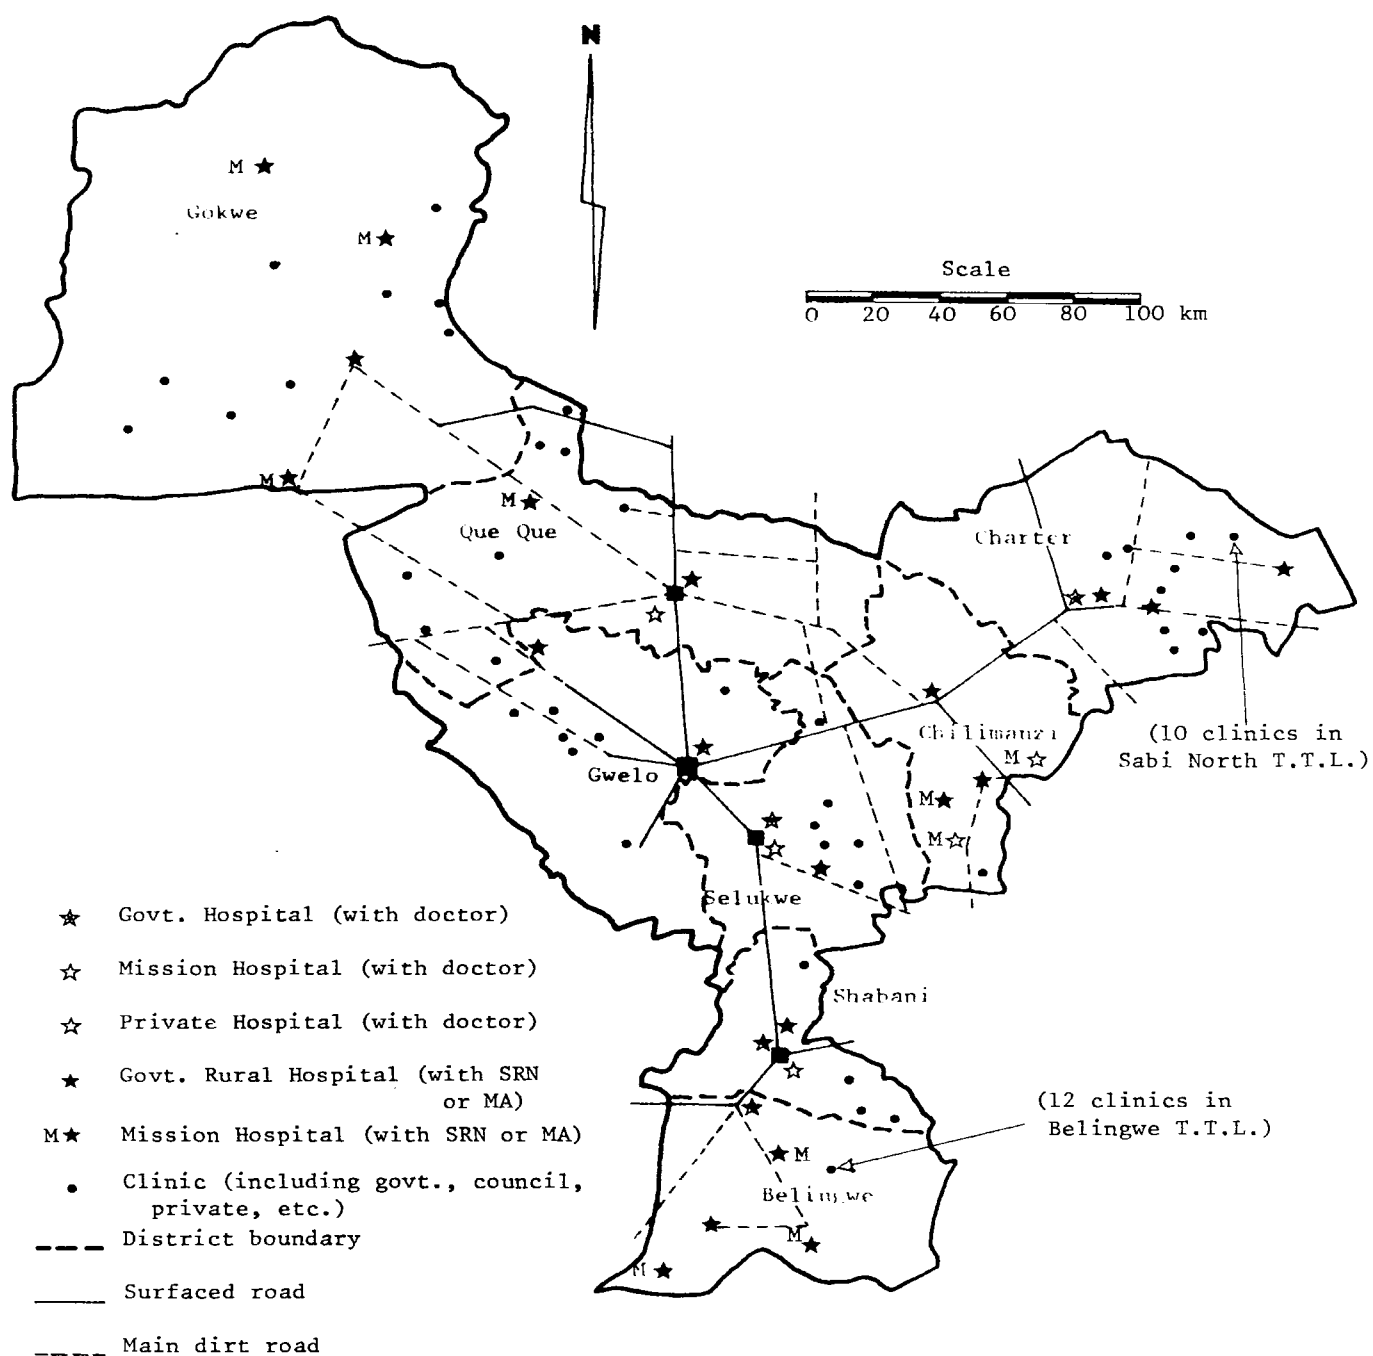 N
M
Gokwe
M
Scale
0 20 40 60 80 100 km
M
M
Que Que
Charter
Chilimanzi
M
(10 clinics in
Sabi North T.T.L.)
Gwelo
M
M
Selukwe
Shabani
(12 clinics in
Belingwe T.T.L.)
M
Belingwe
M
M
Govt. Hospital (with doctor)
Mission Hospital (with doctor)
Private Hospital (with doctor)
Govt. Rural Hospital (with SRN
or MA)
M Mission Hospital (with SRN or MA)
Clinic (including govt., council,
private, etc.)
District boundary
Surfaced road
Main dirt road